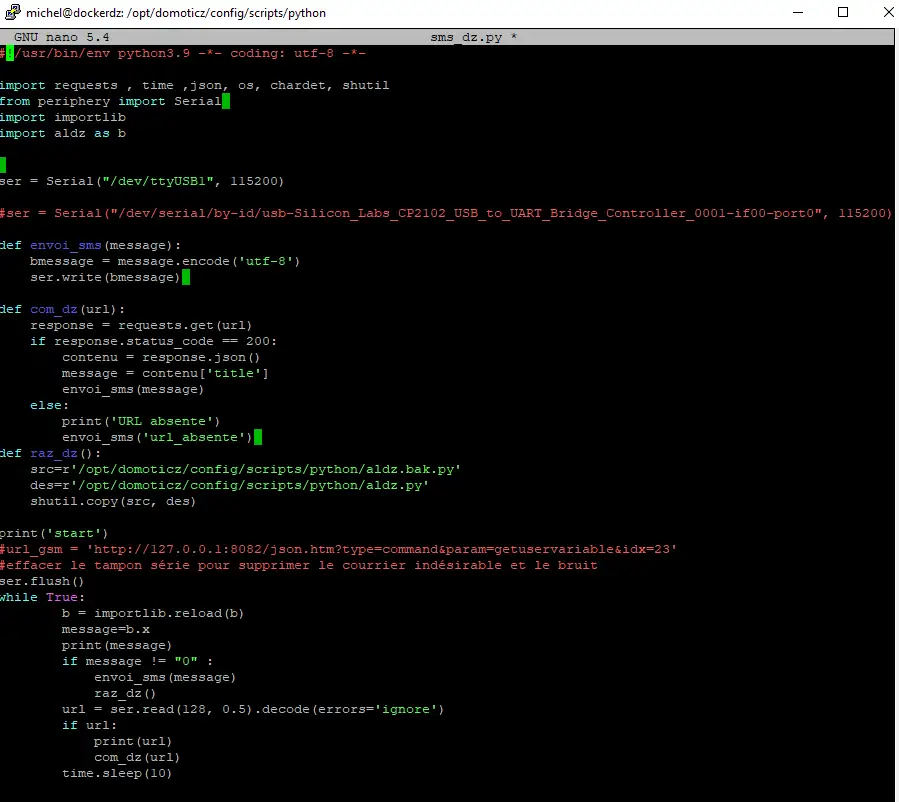 michel@dockerdz: /opt/domoticz/config/scripts/python
GNU nano 5.4 sms_dz.py *
#!/usr/bin/env python3.9 -*- coding: utf-8 -*-
import requests , time ,json, os, chardet, shutil
from periphery import Serial
import importlib
import aldz as b
ser = Serial("/dev/ttyUSB1", 115200)
#ser = Serial("/dev/serial/by-id/usb-Silicon_Labs_CP2102_USB_to_UART_Bridge_Controller_0001-if00-port0", 115200)
def envoi_sms(message):
    bmessage = message.encode('utf-8')
    ser.write(bmessage)
def com_dz(url):
    response = requests.get(url)
    if response.status_code == 200:
        contenu = response.json()
        message = contenu['title']
        envoi_sms(message)
    else:
        print('URL absente')
        envoi_sms('url_absente')
def raz_dz():
    src=r'/opt/domoticz/config/scripts/python/aldz.bak.py'
    des=r'/opt/domoticz/config/scripts/python/aldz.py'
    shutil.copy(src, des)
print('start')
#url_gsm = 'http://127.0.0.1:8082/json.htm?type=command&param=getuservariable&idx=23'
#effacer le tampon série pour supprimer le courrier indésirable et le bruit
ser.flush()
while True:
        b = importlib.reload(b)
        message=b.x
        print(message)
        if message != "0" :
            envoi_sms(message)
            raz_dz()
        url = ser.read(128, 0.5).decode(errors='ignore')
        if url:
            print(url)
            com_dz(url)
        time.sleep(10)